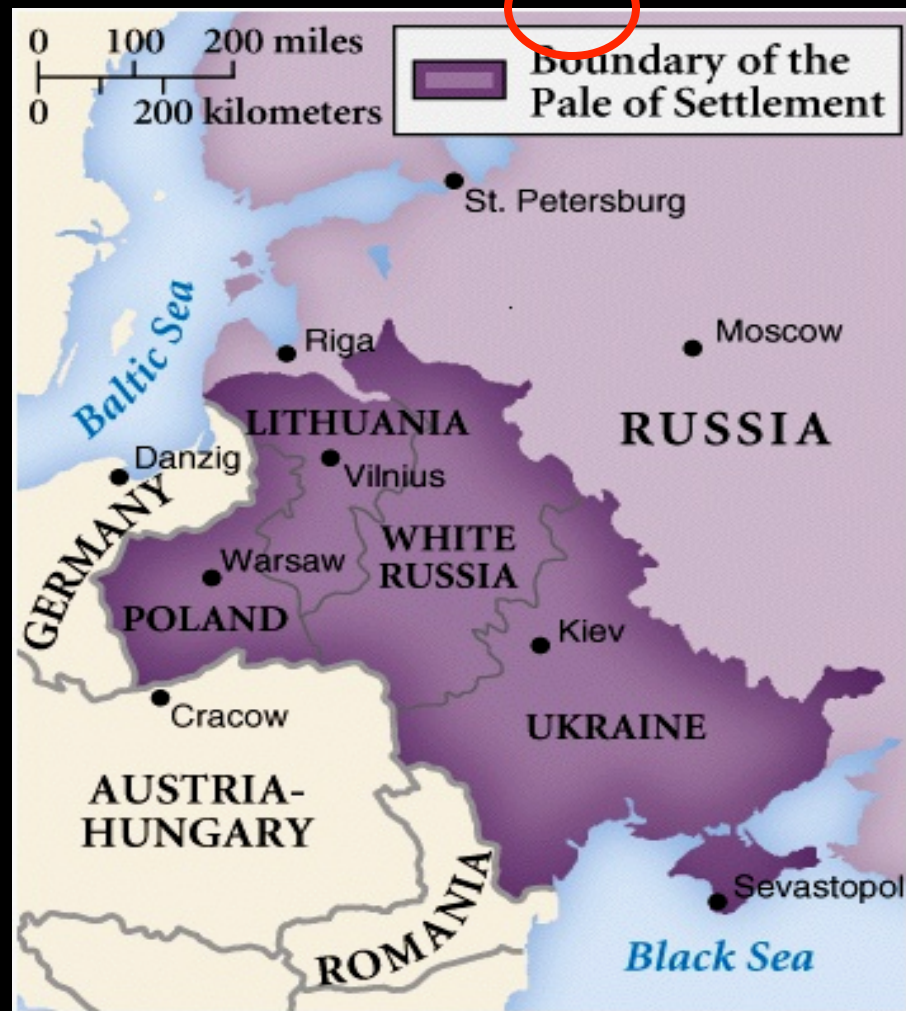 0 100 200 miles
0 200 kilometers
Boundary of the
Pale of Settlement
St. Petersburg
Moscow
Riga
Baltic Sea
RUSSIA
LITHUANIA
Danzig
Vilnius
GERMANY
WHITE
RUSSIA
Warsaw
POLAND
Kiev
Cracow
UKRAINE
AUSTRIA-
HUNGARY
ROMANIA
Sevastopol
Black Sea